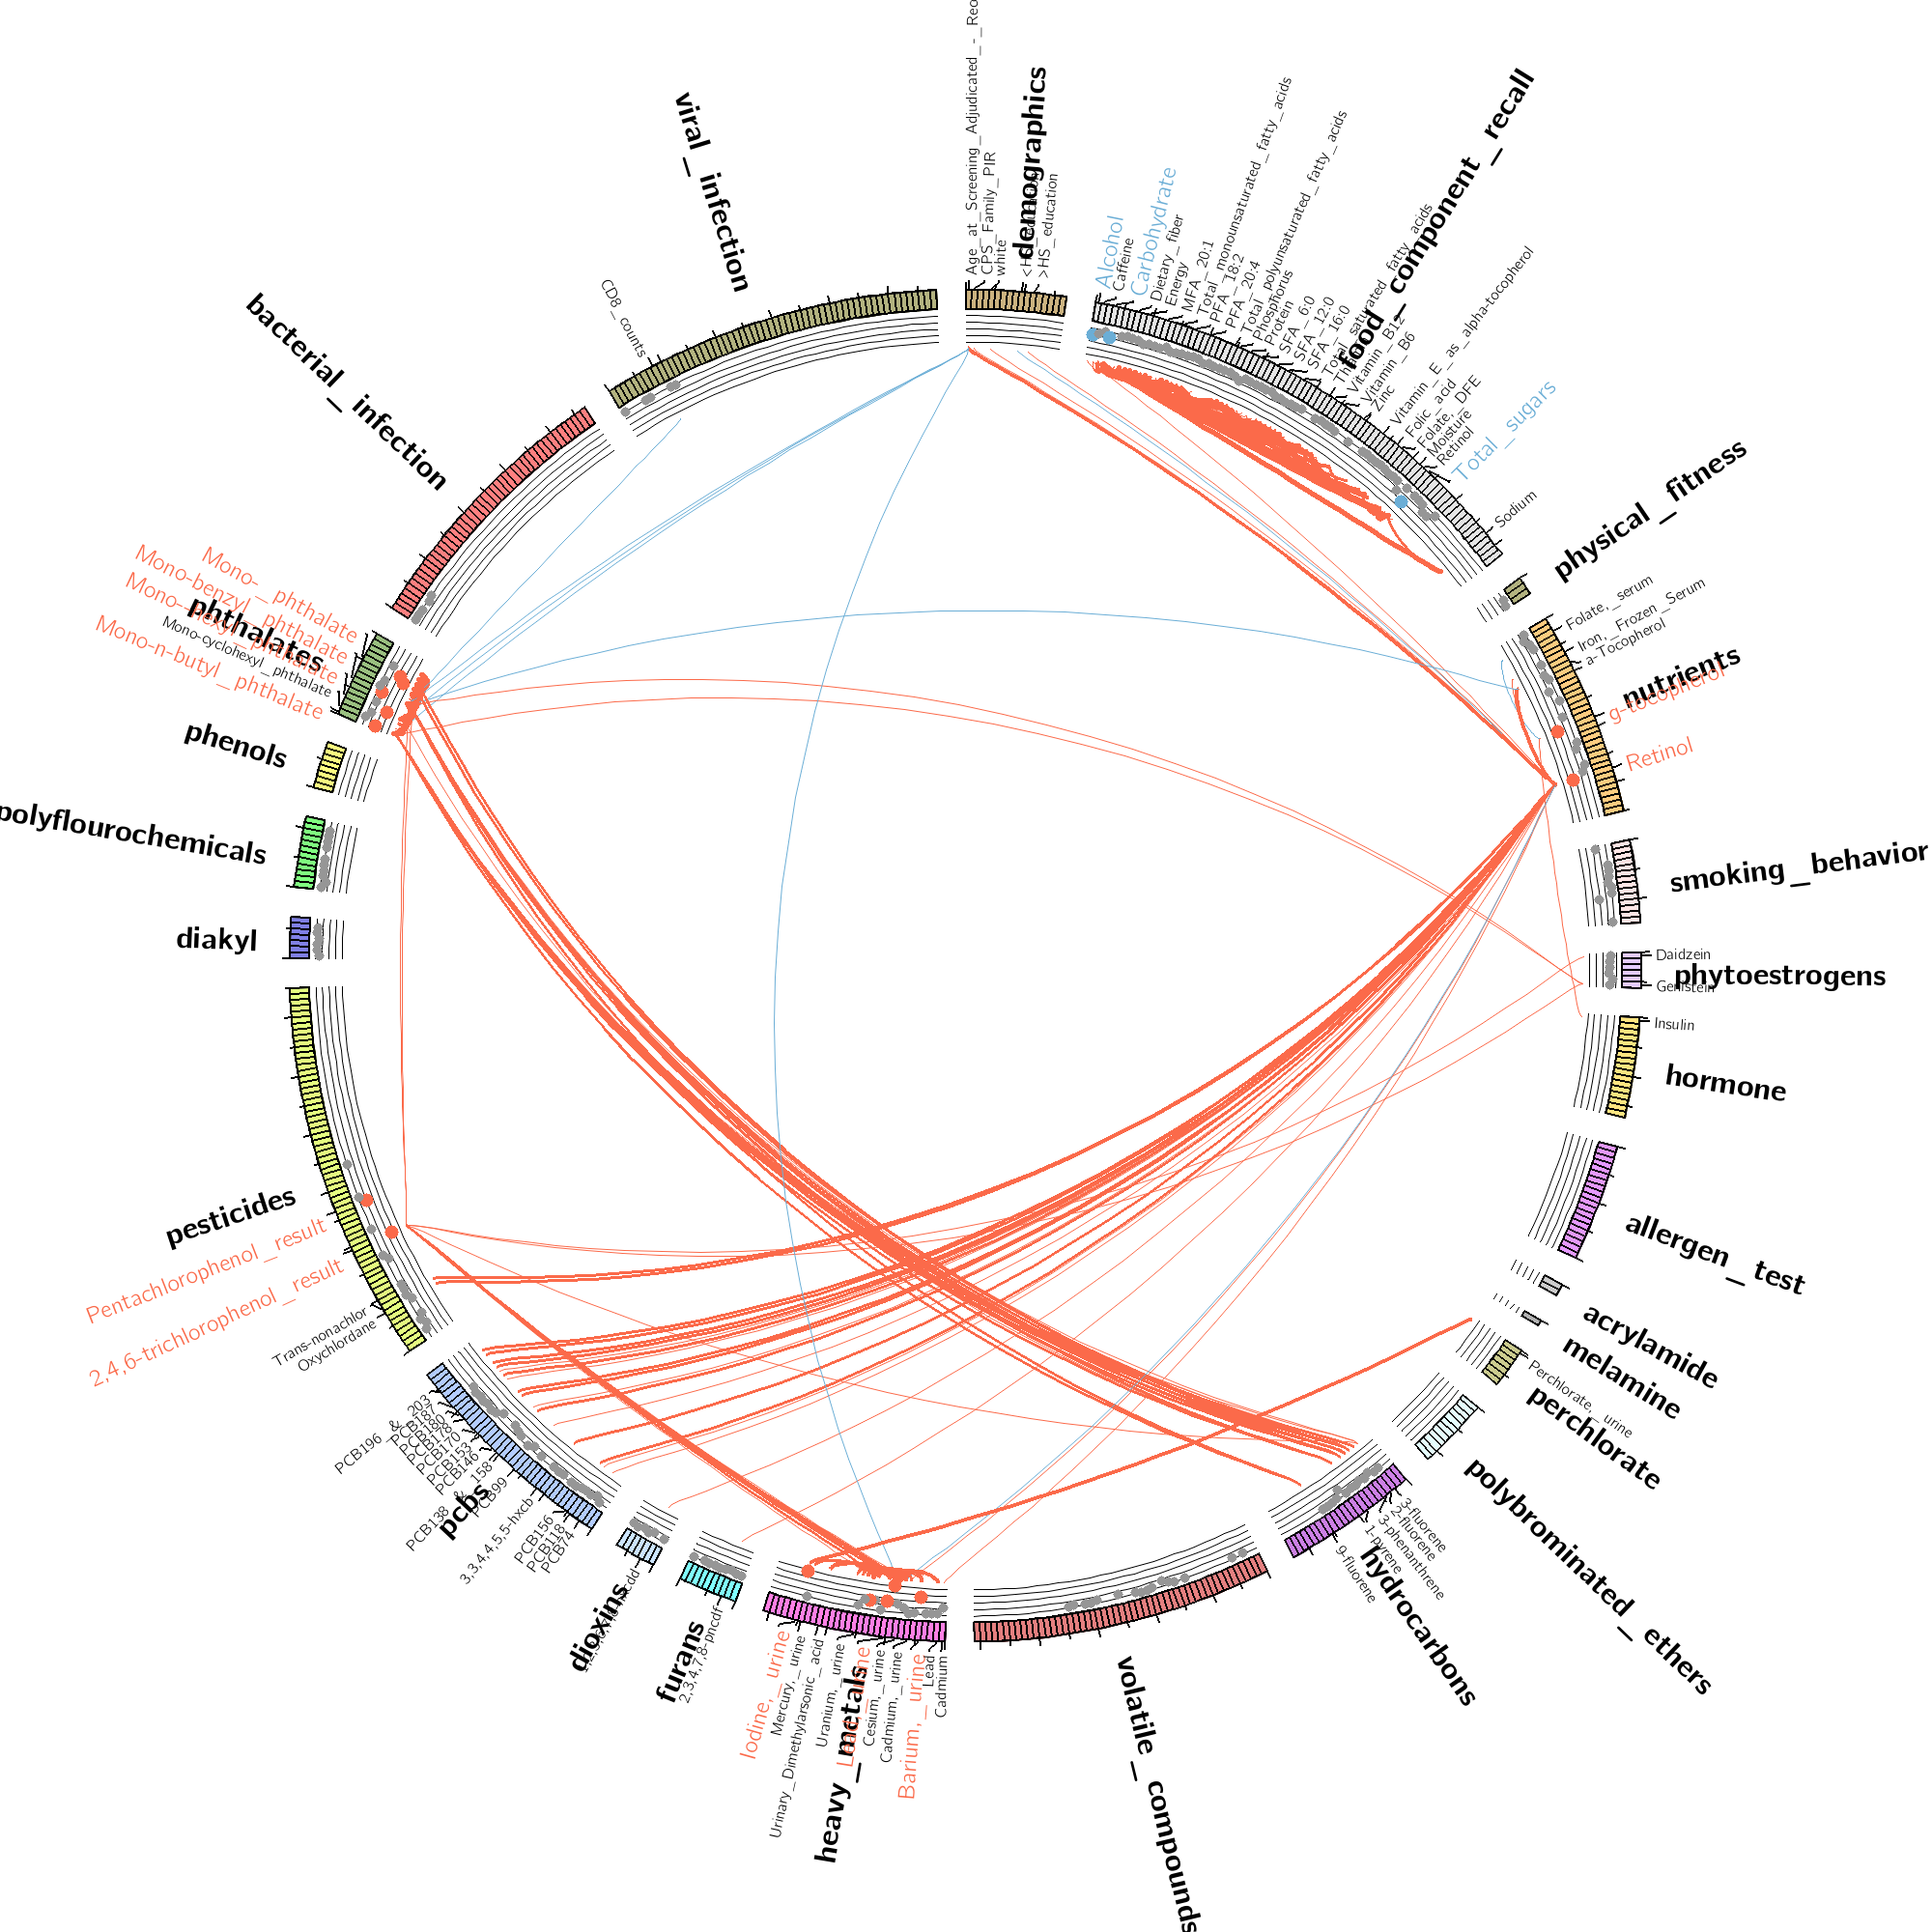 demographics
Age_at_Screening_Adjudicated_-_Reo
CPS_Family_PIR
white
>HS_education
food_component_recall
Alcohol
Caffeine
Carbohydrate
Dietary_fiber
Energy
MFA_20:1
Total_monounsaturated_fatty_acids
PFA_18:2
PFA_20:4
Total_polyunsaturated_fatty_acids
Phosphorus
Protein
SFA_6:0
SFA_12:0
SFA_16:0
Total_saturated_fatty_acids
Vitamin_B12
Vitamin_B6
Zinc
Vitamin_E_as_alpha-tocopherol
Folic_acid
Folate,_DFE
Moisture
Retinol
Total_sugars
Sodium
physical_fitness
nutrients
Folate,_serum
Iron,_Frozen_Serum
a-Tocopherol
g-tocopherol
Retinol
smoking_behavior
phytoestrogens
Daidzein
Genistein
hormone
Insulin
allergen_test
acrylamide
melamine
perchlorate
Perchlorate,_urine
polybrominated_ethers
hydrocarbons
3-fluorene
2-fluorene
3-phenanthrene
1-pyrene
9-fluorene
volatile_compounds
heavy_metals
Cadmium
Lead
Barium,_urine
Cadmium,_urine
Cesium,_urine
Uranium,_urine
Urinary_Dimethylarsonic_acid
Mercury,_urine
Iodine,_urine
furans
2,3,4,7,8-pncdf
dioxins
pcbs
PCB74
PCB118
PCB156
3,3,4,4,5,5-hxcb
PCB99
PCB138_&_158
PCB146
PCB153
PCB170
PCB178
PCB180
PCB187
PCB196_&_203
pesticides
Oxychlordane
Trans-nonachlor
2,4,6-trichlorophenol_result
Pentachlorophenol_result
diakyl
polyflourochemicals
phenols
phthalates
Mono-n-butyl_phthalate
Mono-cyclohexyl_phthalate
Mono-benzyl_phthalate
Mono-_phthalate
bacterial_infection
viral_infection
CD8_counts